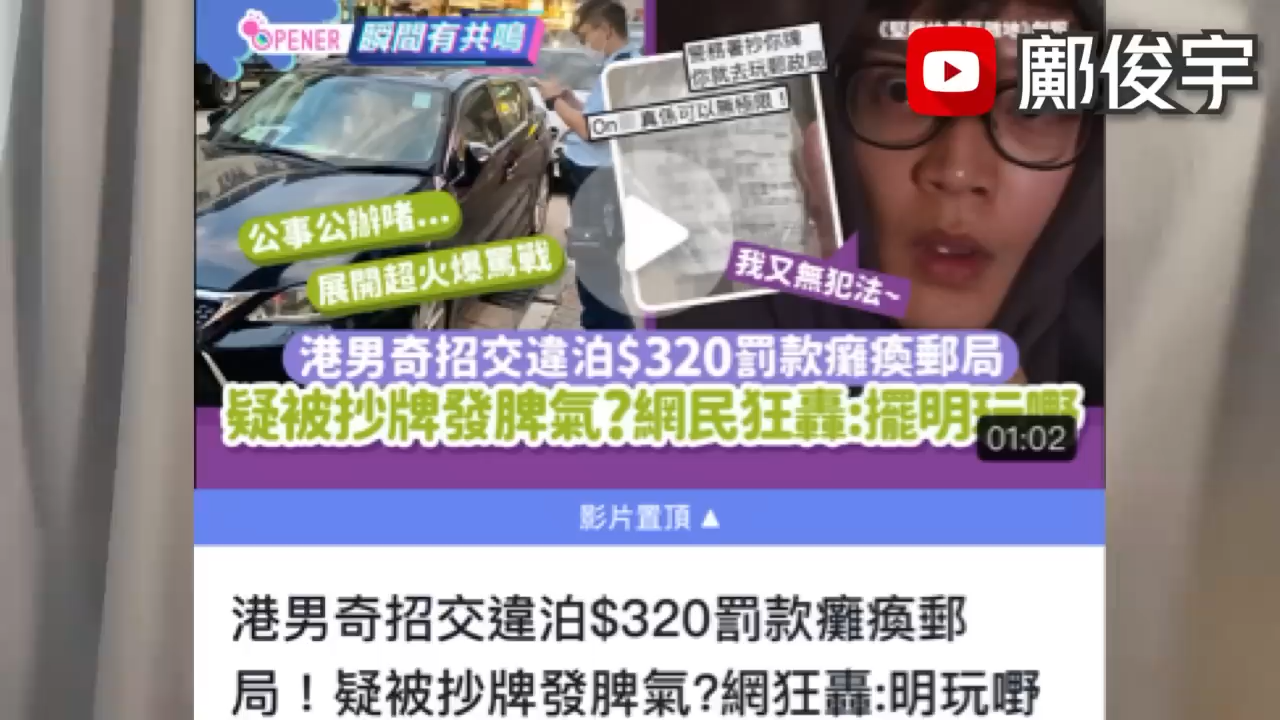 OPENER
瞬間有共鳴
警務署抄你牌
你就去玩郵政局
On
真係可以無極限！
鄺俊宇
公事公辦啫...
展開超火爆罵戰
我又無犯法~
港男奇招交違泊$320罰款癱瘓郵局
疑被抄牌發脾氣?網民狂轟:擺明玩嘢
01:02
影片置頂 ▲
港男奇招交違泊$320罰款癱瘓郵
局！疑被抄牌發脾氣?網狂轟:明玩嘢